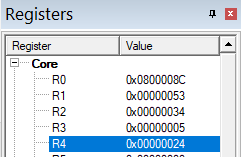 Registers
Register Value
Core
R0 0x0800008C
R1 0x00000053
R2 0x00000034
R3 0x00000005
R4 0x00000024